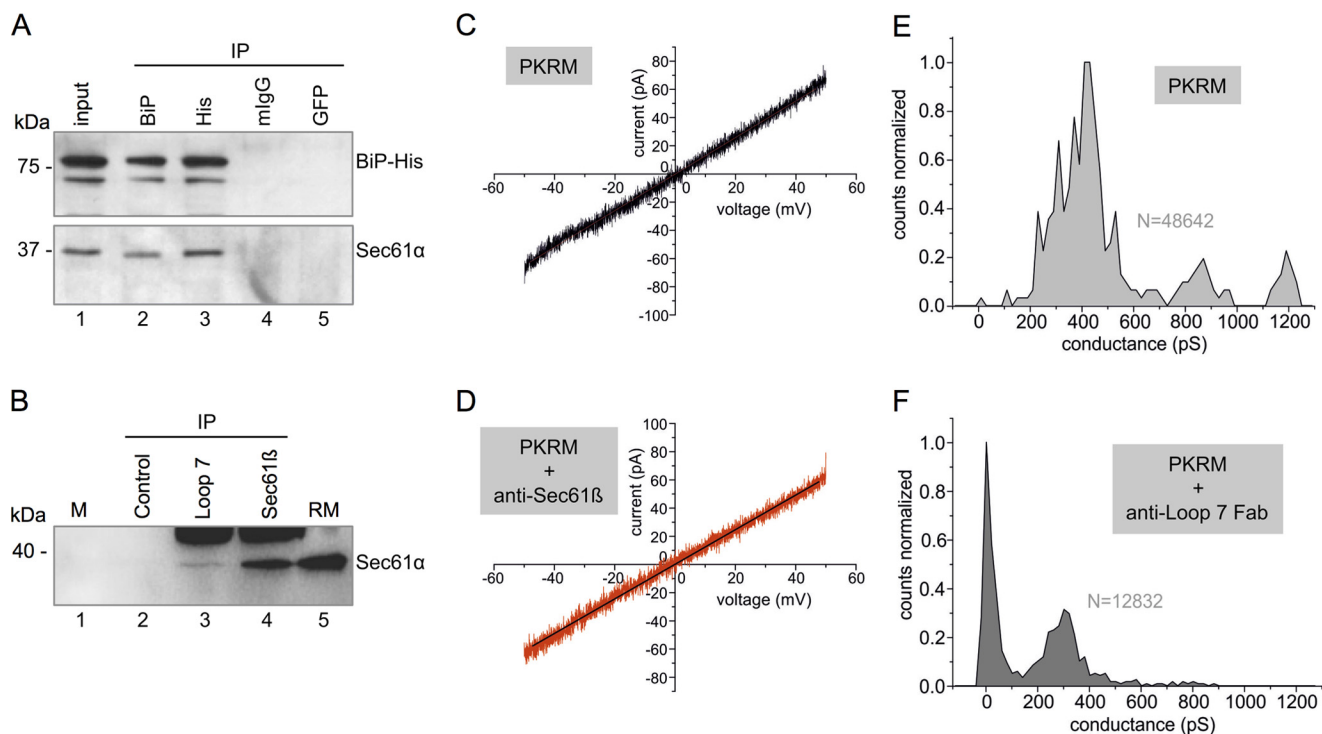 A
IP
kDa
input
BiP
His
mIgG
GFP
75 -
BiP-His
37 -
Sec61α
1 2 3 4 5
B
IP
kDa
M
Control
Loop 7
Sec61ß
RM
40 -
Sec61α
1 2 3 4 5
C
PKRM
current (pA)
80
60
40
20
0
-20
-40
-60
-80
-100
-60 -40 -20 0 20 40 60
voltage (mV)
D
PKRM
+
anti-Sec61ß
current (pA)
100
80
60
40
20
0
-20
-40
-60
-80
-60 -40 -20 0 20 40 60
voltage (mV)
E
PKRM
N=48642
counts normalized
1.0
0.8
0.6
0.4
0.2
0.0
0 200 400 600 800 1000 1200
conductance (pS)
F
PKRM
+
anti-Loop 7 Fab
N=12832
counts normalized
1.0
0.8
0.6
0.4
0.2
0.0
0 200 400 600 800 1000 1200
conductance (pS)